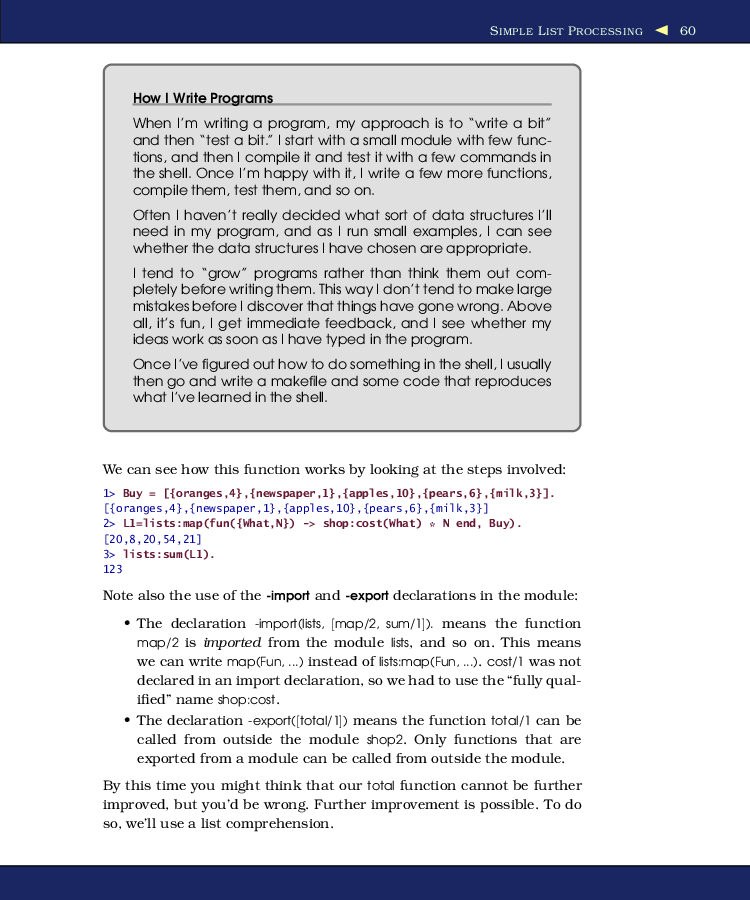 SIMPLE LIST PROCESSING ◀ 60
How I Write Programs
When I'm writing a program, my approach is to “write a bit”
and then “test a bit.” I start with a small module with few func-
tions, and then I compile it and test it with a few commands in
the shell. Once I'm happy with it, I write a few more functions,
compile them, test them, and so on.
Often I haven't really decided what sort of data structures I'll
need in my program, and as I run small examples, I can see
whether the data structures I have chosen are appropriate.
I tend to “grow” programs rather than think them out com-
pletely before writing them. This way I don't tend to make large
mistakes before I discover that things have gone wrong. Above
all, it's fun, I get immediate feedback, and I see whether my
ideas work as soon as I have typed in the program.
Once I've figured out how to do something in the shell, I usually
then go and write a makefile and some code that reproduces
what I've learned in the shell.
We can see how this function works by looking at the steps involved:
1> Buy = [{oranges,4},{newspaper,1},{apples,10},{pears,6},{milk,3}].
[{oranges,4},{newspaper,1},{apples,10},{pears,6},{milk,3}]
2> L1=lists:map(fun({What,N}) -> shop:cost(What) * N end, Buy).
[20,8,20,54,21]
3> lists:sum(L1).
123
Note also the use of the -import and -export declarations in the module:
• The declaration -import(lists, [map/2, sum/1]). means the function
map/2 is imported from the module lists, and so on. This means
we can write map(Fun, ...) instead of lists:map(Fun, ...). cost/1 was not
declared in an import declaration, so we had to use the “fully qual-
ified” name shop:cost.
• The declaration -export([total/1]) means the function total/1 can be
called from outside the module shop2. Only functions that are
exported from a module can be called from outside the module.
By this time you might think that our total function cannot be further
improved, but you'd be wrong. Further improvement is possible. To do
so, we'll use a list comprehension.